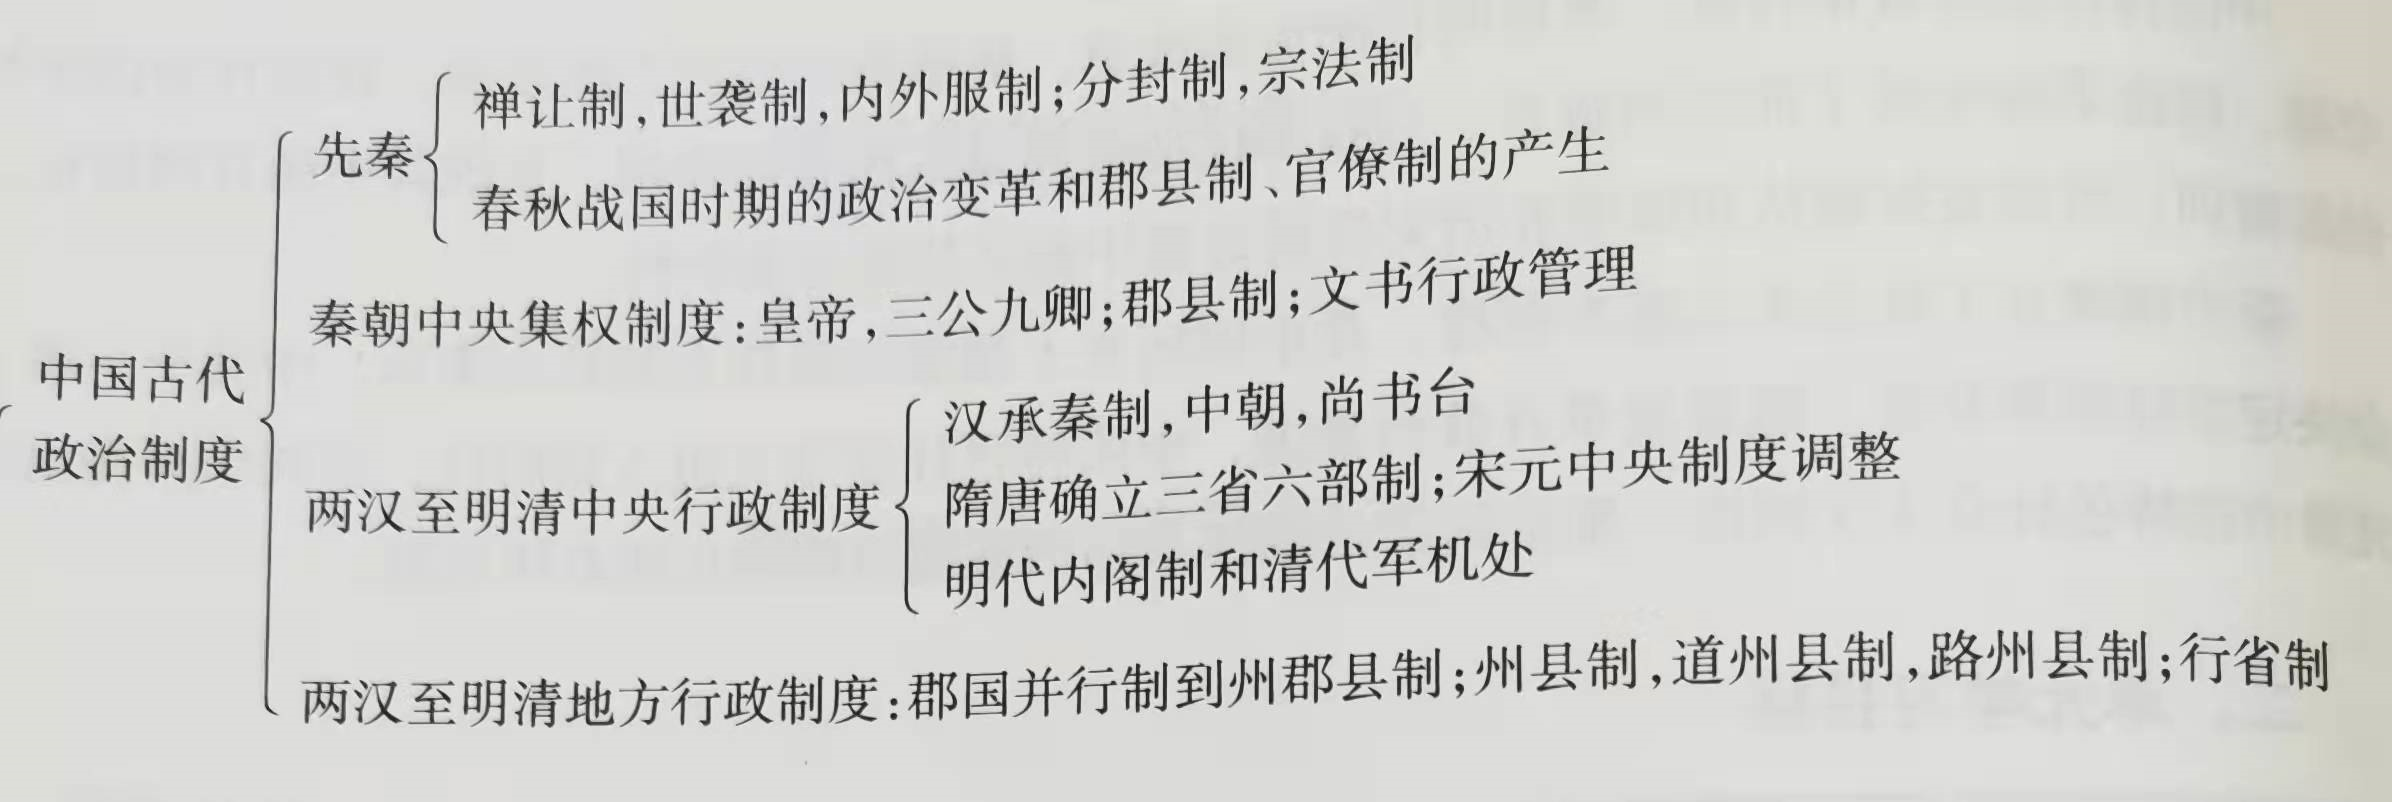 先秦
禅让制,世袭制,内外服制;分封制,宗法制
春秋战国时期的政治变革和郡县制、官僚制的产生
秦朝中央集权制度:皇帝,三公九卿;郡县制;文书行政管理
中国古代
政治制度
两汉至明清中央行政制度
汉承秦制,中朝,尚书台
隋唐确立三省六部制;宋元中央制度调整
明代内阁制和清代军机处
两汉至明清地方行政制度:郡国并行制到州郡县制;州县制,道州县制,路州县制;行省制